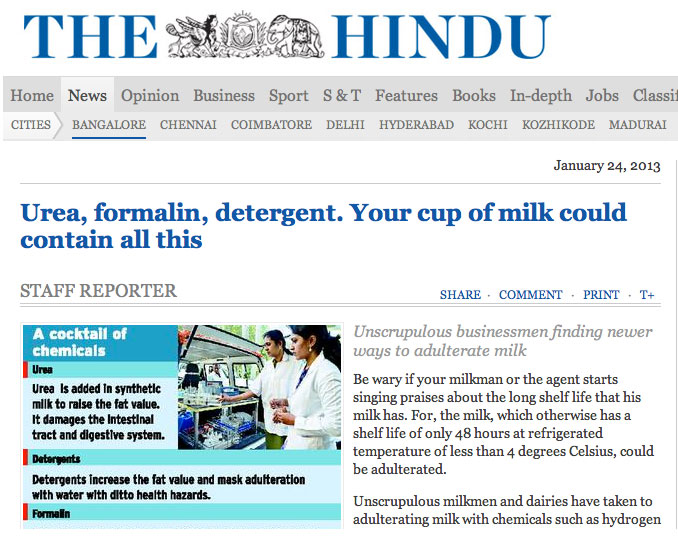 THE HINDU
Home News Opinion Business Sport S & T Features Books In-depth Jobs Classif
CITIES BANGALORE CHENNAI COIMBATORE DELHI HYDERABAD KOCHI KOZHIKODE MADURAI
January 24, 2013
Urea, formalin, detergent. Your cup of milk could
contain all this
STAFF REPORTER
SHARE · COMMENT · PRINT · T+
A cocktail of
chemicals
Urea
Urea is added in synthetic
milk to raise the fat value.
It damages the intestinal
tract and digestive system.
Detergents
Detergents increase the fat value and mask adulteration
with water with ditto health hazards.
Formalin
Unscrupulous businessmen finding newer
ways to adulterate milk
Be wary if your milkman or the agent starts
singing praises about the long shelf life that his
milk has. For, the milk, which otherwise has a
shelf life of only 48 hours at refrigerated
temperature of less than 4 degrees Celsius, could
be adulterated.
Unscrupulous milkmen and dairies have taken to
adulterating milk with chemicals such as hydrogen